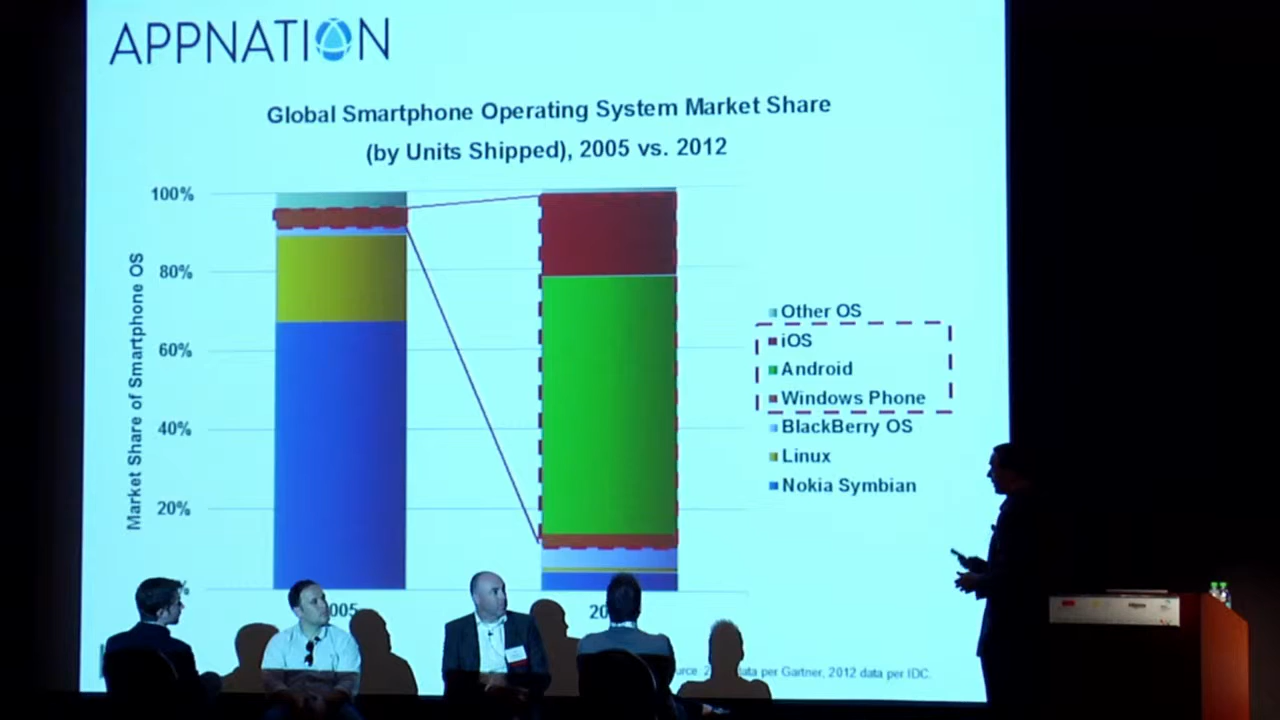 APPNATION
Global Smartphone Operating System Market Share
(by Units Shipped), 2005 vs. 2012
Market Share of Smartphone OS
100%
80%
60%
40%
20%
%
Other OS
iOS
Android
Windows Phone
BlackBerry OS
Linux
Nokia Symbian
005
20
per Gartner, 2012 data per IDC.